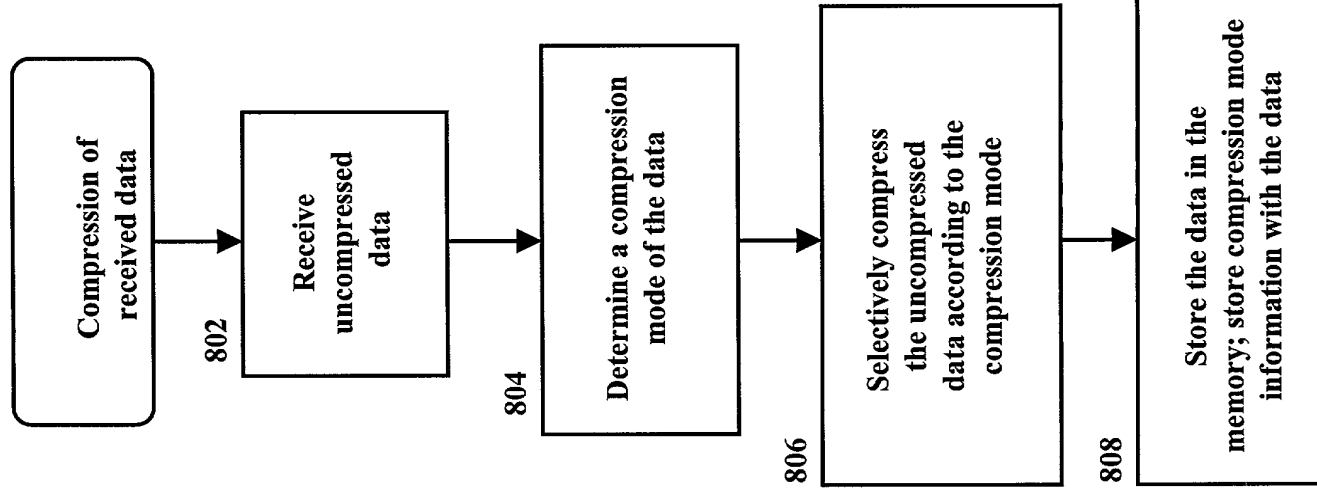 Compression of
received data
802
Receive
uncompressed
data
804
Determine a compression
mode of the data
806
Selectively compress
the uncompressed
data according to the
compression mode
808
Store the data in the
memory; store compression mode
information with the data